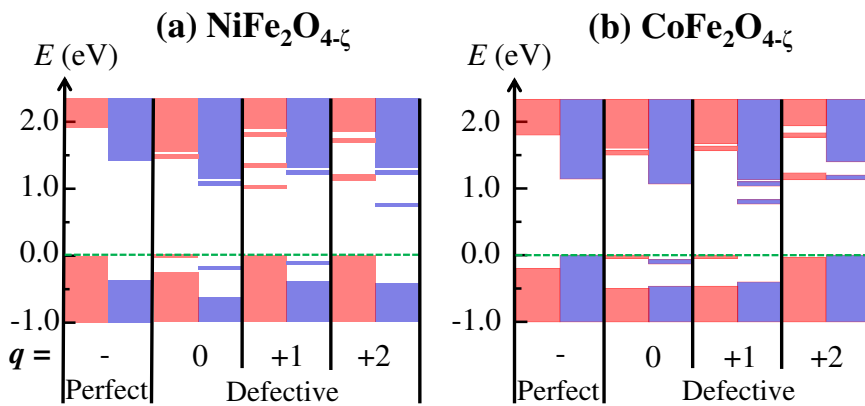 (a) NiFe₂O₄₋ζ
E (eV)
2.0
1.0
0.0
-1.0
q = - 0 +1 +2
Perfect Defective
(b) CoFe₂O₄₋ζ
E (eV)
2.0
1.0
0.0
-1.0
- 0 +1 +2
Perfect Defective